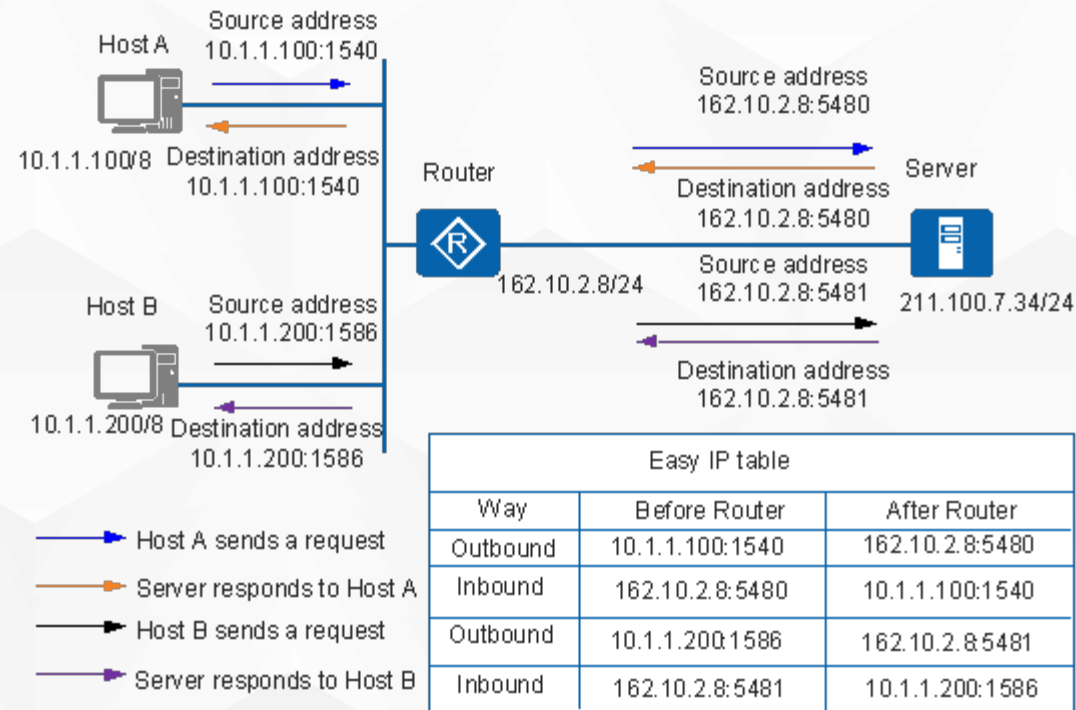 Host A
Source address
10.1.1.100:1540
10.1.1.100/8
Destination address
10.1.1.100:1540
Router
162.10.2.8/24
Source address
162.10.2.8:5480
Destination address
162.10.2.8:5480
Source address
162.10.2.8:5481
Destination address
162.10.2.8:5481
Server
211.100.7.34/24
Host B
Source address
10.1.1.200:1586
10.1.1.200/8
Destination address
10.1.1.200:1586
R
Host A sends a request
Server responds to Host A
Host B sends a request
Server responds to Host B
Easy IP table
Way Before Router After Router
Outbound 10.1.1.100:1540 162.10.2.8:5480
Inbound 162.10.2.8:5480 10.1.1.100:1540
Outbound 10.1.1.200:1586 162.10.2.8:5481
Inbound 162.10.2.8:5481 10.1.1.200:1586